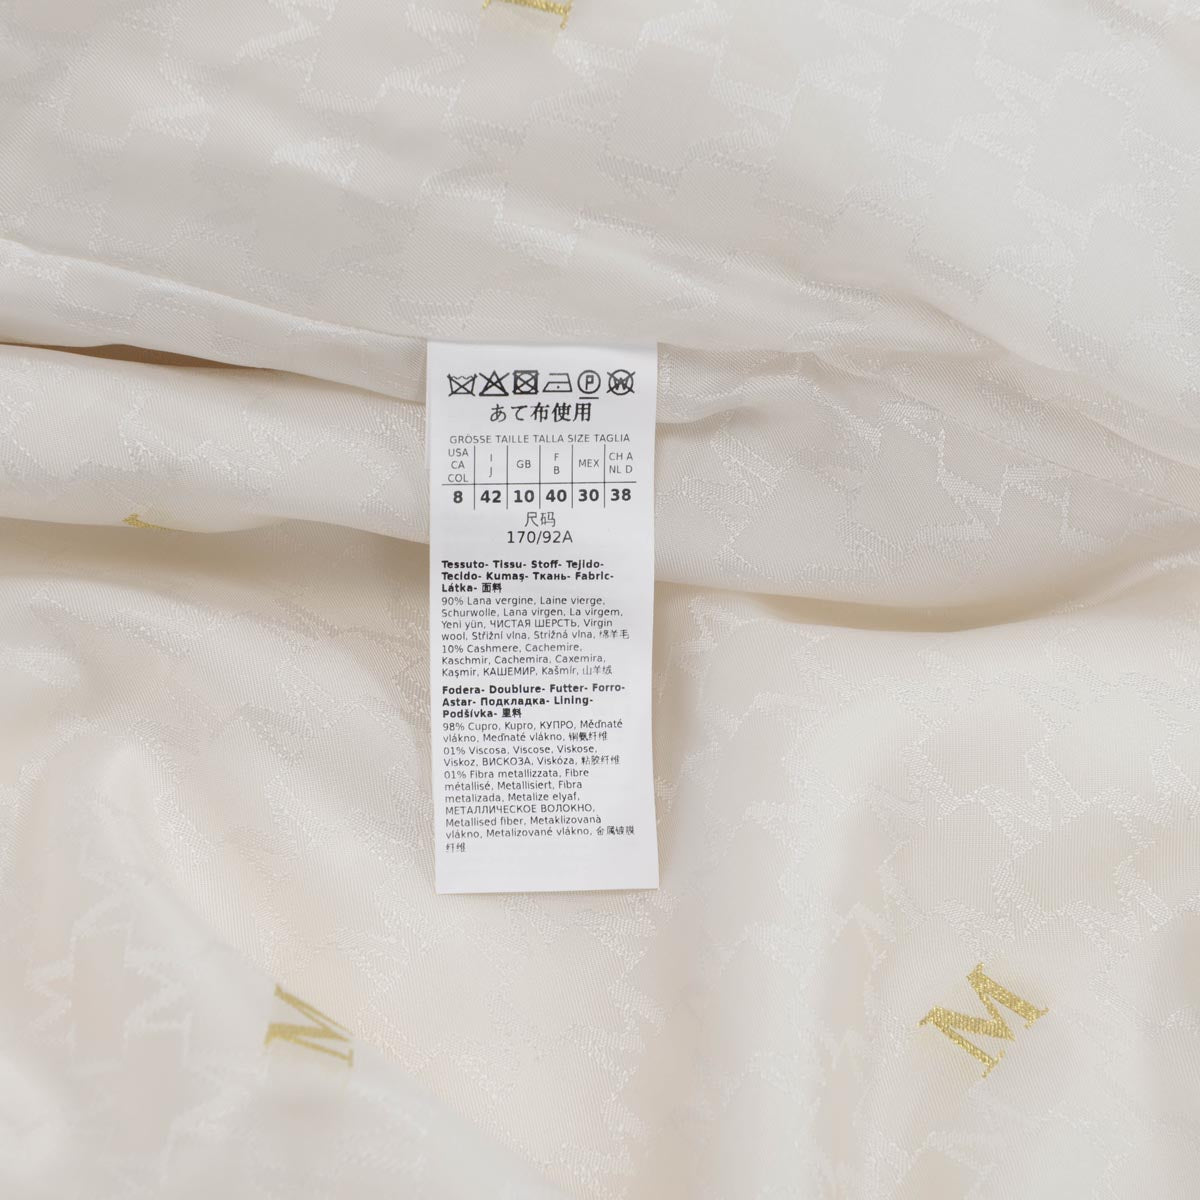 M
あて布使用
GRÖSSE TAILLE TALLA SIZE TAGLIA
USA CA COL I J GB F B MEX CH A NL D
8 42 10 40 30 38
尺码
170/92A
Tessuto- Tissu- Stoff- Tejido-
Tecido- Kumaş- Ткань- Fabric-
Látka- 面料
90% Lana vergine, Laine vierge,
Schurwolle, Lana virgen, La virgem,
Yeni yün, ЧИСТАЯ ШЕРСТЬ, Virgin
wool, Střižní vlna, Strižná vlna, 绵羊毛
10% Cashmere, Cachemire,
Kaschmir, Cachemira, Caxemira,
Kaşmir, КАШЕМИР, Kašmír, 山羊绒
Fodera- Doublure- Futter- Forro-
Astar- Подкладка- Lining-
Podšívka- 里料
98% Cupro, Kupro, КУПРО, Měďnaté
vlákno, Meďnaté vlákno, 铜氨纤维
01% Viscosa, Viscose, Viskose,
Viskoz, ВИСКОЗА, Viskóza, 粘胶纤维
01% Fibra metallizzata, Fibre
métallisé, Metallisiert, Fibra
metalizada, Metalize elyaf,
МЕТАЛЛИЧЕСКОЕ ВОЛОКНО,
Metallised fiber, Metaklizovanà
vlákno, Metalizované vlákno, 金属镀膜
纤维
M
M